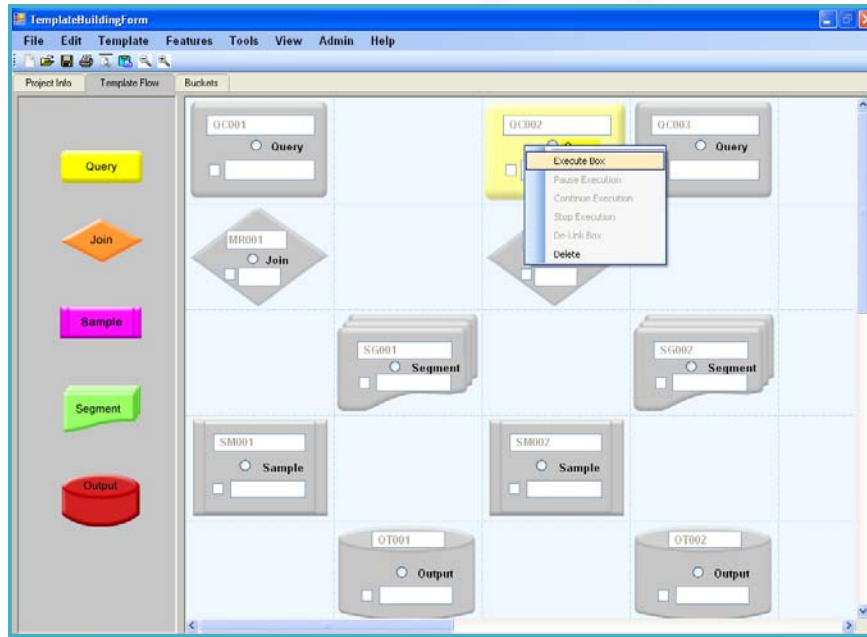 TemplateBuildingForm
File Edit Template Features Tools View Admin Help
Project Info Template Flow Buckets
Query
Join
Sample
Segment
Output
QC001
Query
QC002
QC003
Query
Execute Box
Pause Execution
Continue Execution
Stop Execution
De-Link Box
Delete
MR001
Join
SG001
Segment
SG002
Segment
SM001
Sample
SM002
Sample
OT001
Output
OT002
Output